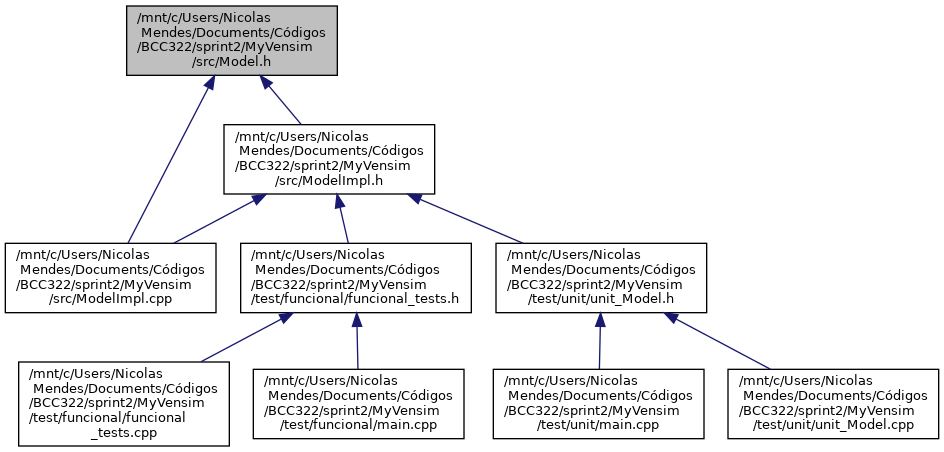 /mnt/c/Users/Nicolas
Mendes/Documents/Códigos
/BCC322/sprint2/MyVensim
/src/Model.h
/mnt/c/Users/Nicolas
Mendes/Documents/Códigos
/BCC322/sprint2/MyVensim
/src/ModelImpl.h
/mnt/c/Users/Nicolas
Mendes/Documents/Códigos
/BCC322/sprint2/MyVensim
/src/ModelImpl.cpp
/mnt/c/Users/Nicolas
Mendes/Documents/Códigos
/BCC322/sprint2/MyVensim
/test/funcional/funcional_tests.h
/mnt/c/Users/Nicolas
Mendes/Documents/Códigos
/BCC322/sprint2/MyVensim
/test/unit/unit_Model.h
/mnt/c/Users/Nicolas
Mendes/Documents/Códigos
/BCC322/sprint2/MyVensim
/test/funcional/funcional
_tests.cpp
/mnt/c/Users/Nicolas
Mendes/Documents/Códigos
/BCC322/sprint2/MyVensim
/test/funcional/main.cpp
/mnt/c/Users/Nicolas
Mendes/Documents/Códigos
/BCC322/sprint2/MyVensim
/test/unit/main.cpp
/mnt/c/Users/Nicolas
Mendes/Documents/Códigos
/BCC322/sprint2/MyVensim
/test/unit/unit_Model.cpp